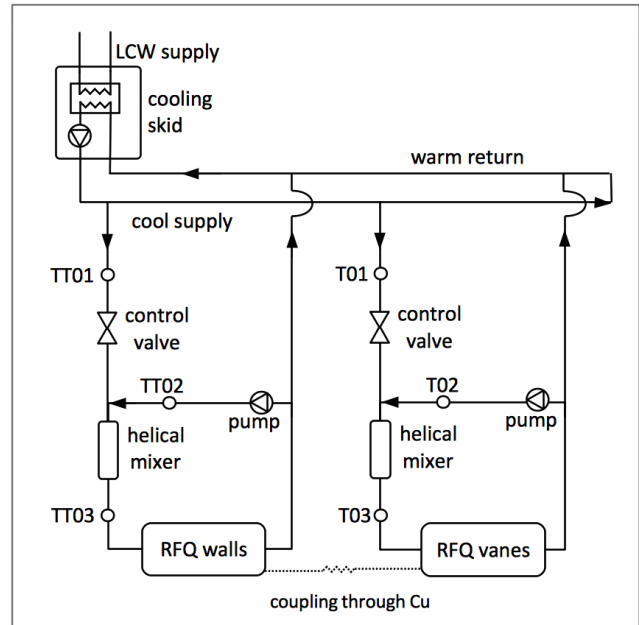 LCW supply
cooling
skid
warm return
cool supply
TT01
T01
control
valve
control
valve
TT02
T02
pump
pump
helical
mixer
helical
mixer
TT03
T03
RFQ walls
RFQ vanes
coupling through Cu